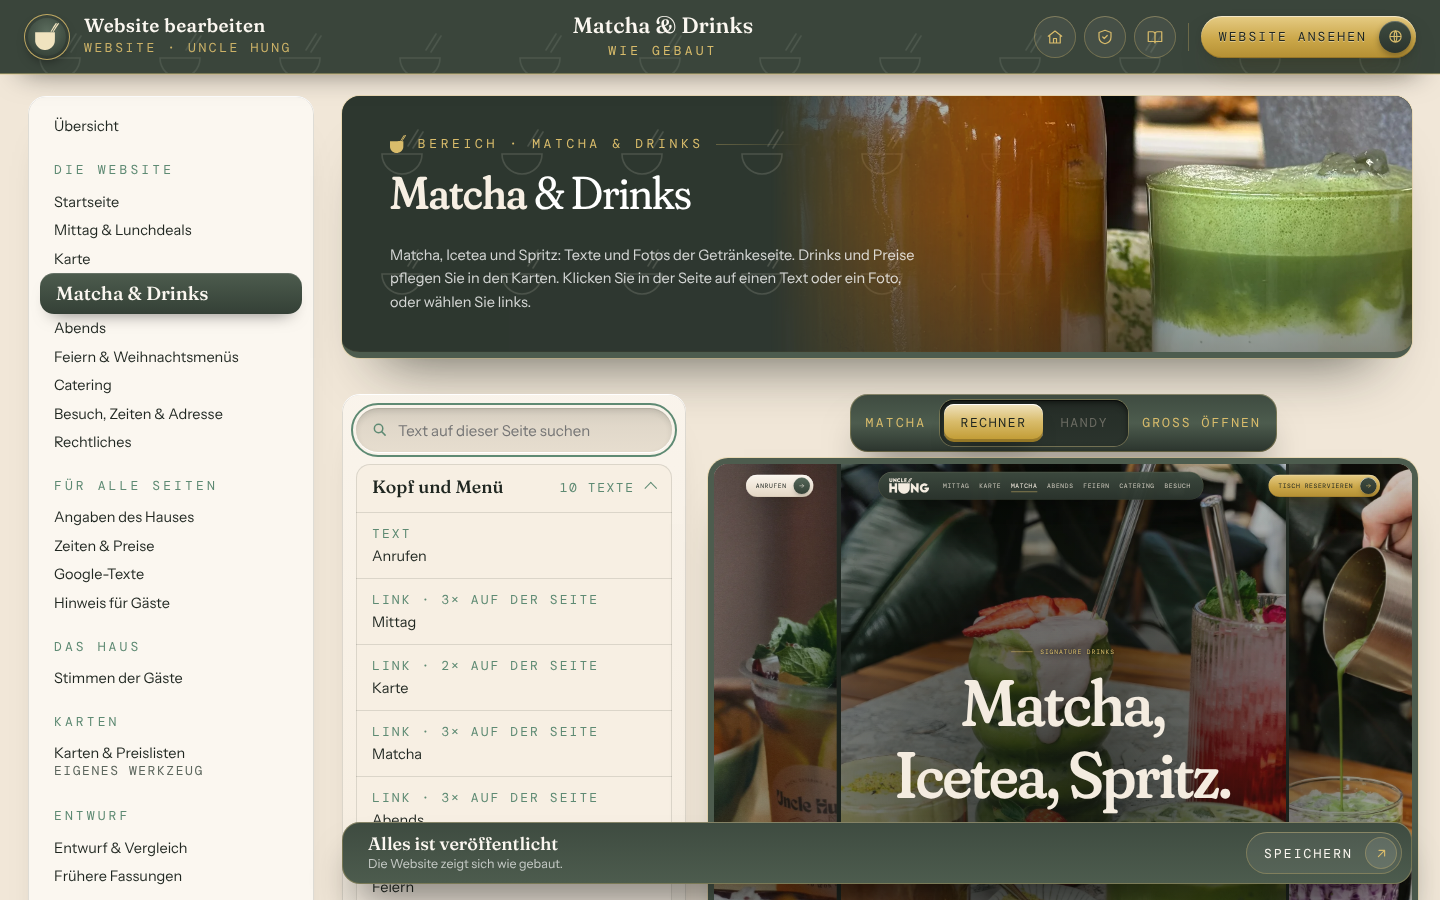 Website bearbeiten
WEBSITE · UNCLE HUNG
Matcha & Drinks
WIE GEBAUT
WEBSITE ANSEHEN
Übersicht
DIE WEBSITE
Startseite
Mittag & Lunchdeals
Karte
Matcha & Drinks
Abends
Feiern & Weihnachtsmenüs
Catering
Besuch, Zeiten & Adresse
Rechtliches
FÜR ALLE SEITEN
Angaben des Hauses
Zeiten & Preise
Google-Texte
Hinweis für Gäste
DAS HAUS
Stimmen der Gäste
KARTEN
Karten & Preislisten
EIGENES WERKZEUG
ENTWURF
Entwurf & Vergleich
Frühere Fassungen
BEREICH · MATCHA & DRINKS
Matcha & Drinks
Matcha, Icetea und Spritz: Texte und Fotos der Getränkeseite. Drinks und Preise
pflegen Sie in den Karten. Klicken Sie in der Seite auf einen Text oder ein Foto,
oder wählen Sie links.
Text auf dieser Seite suchen
Kopf und Menü
10 TEXTE
TEXT
Anrufen
LINK · 3× AUF DER SEITE
Mittag
LINK · 2× AUF DER SEITE
Karte
LINK · 3× AUF DER SEITE
Matcha
LINK · 3× AUF DER SEITE
Abends
Feiern
MATCHA
RECHNER
HANDY
GROSS ÖFFNEN
ANRUFEN
UNCLE HUNG
MITTAG KARTE MATCHA ABENDS FEIERN CATERING BESUCH
TISCH RESERVIEREN
SIGNATURE DRINKS
Matcha,
Icetea, Spritz.
Uncle Hu
Alles ist veröffentlicht
Die Website zeigt sich wie gebaut.
SPEICHERN